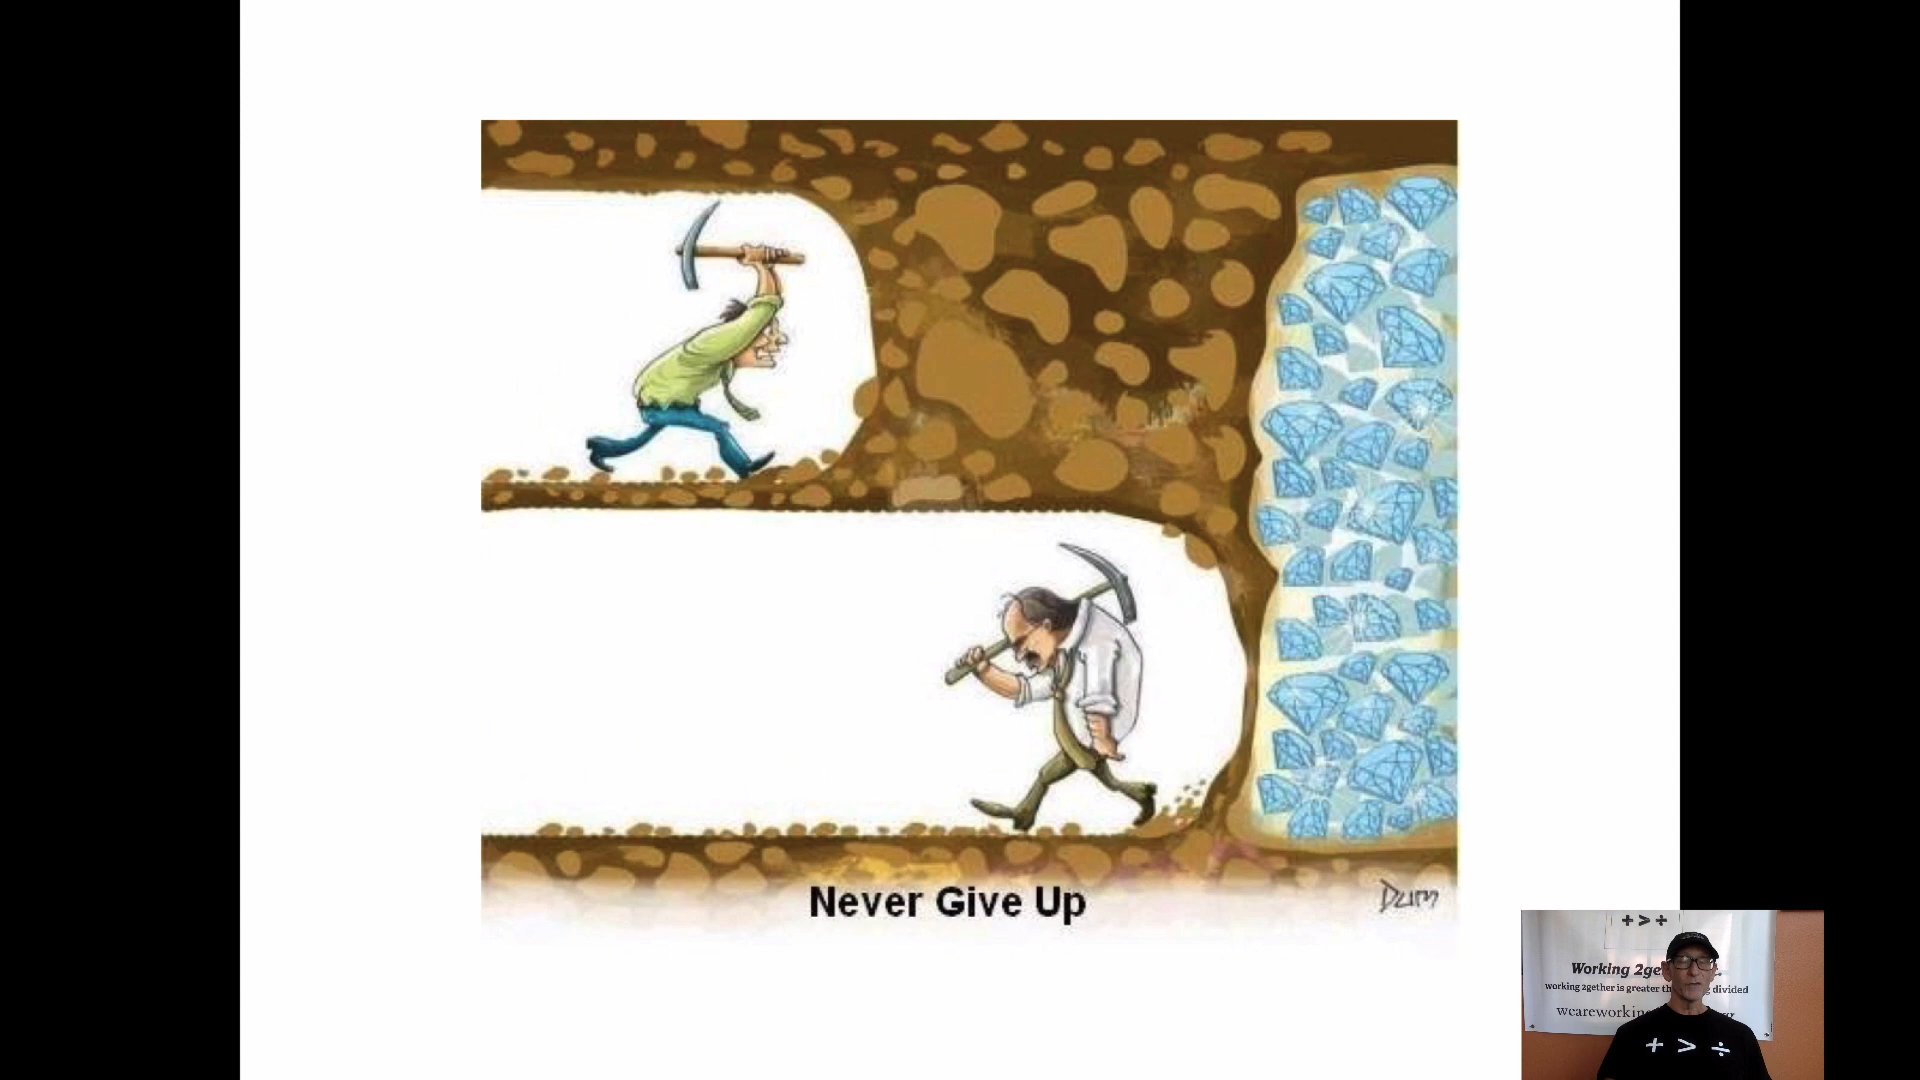 Never Give Up
Dum
+ > ÷
Working 2ge
working 2gether is greater th divided
weareworkin
+ > ÷